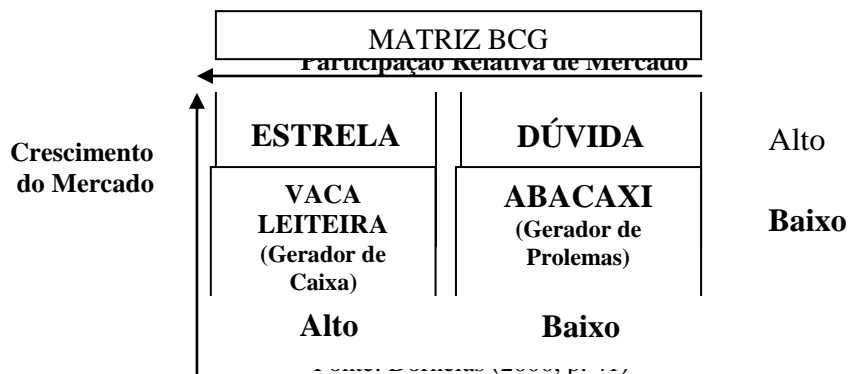 MATRIZ BCG
Participação Relativa de Mercado
ESTRELA
DÚVIDA
Alto
Crescimento
do Mercado
VACA
LEITEIRA
(Gerador de
Caixa)
ABACAXI
(Gerador de
Prolemas)
Baixo
Alto
Baixo